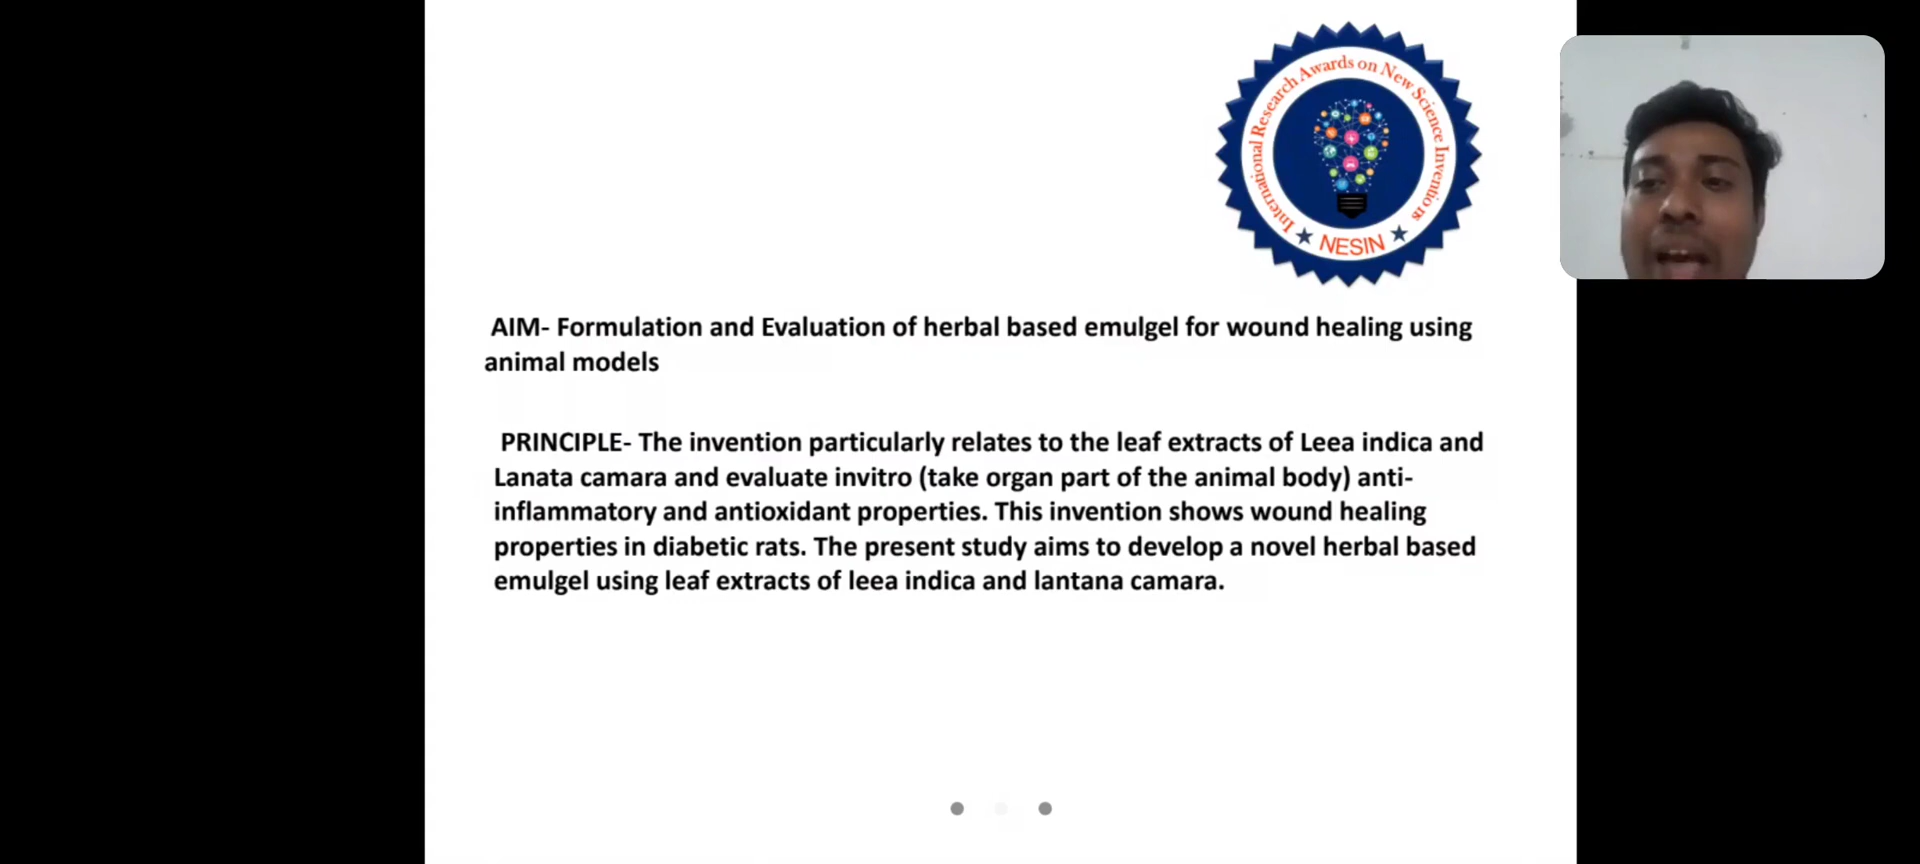 International Research Awards on New Science Inventions
NESIN
AIM- Formulation and Evaluation of herbal based emulgel for wound healing using
animal models
PRINCIPLE- The invention particularly relates to the leaf extracts of Leea indica and
Lanata camara and evaluate invitro (take organ part of the animal body) anti-
inflammatory and antioxidant properties. This invention shows wound healing
properties in diabetic rats. The present study aims to develop a novel herbal based
emulgel using leaf extracts of leea indica and lantana camara.